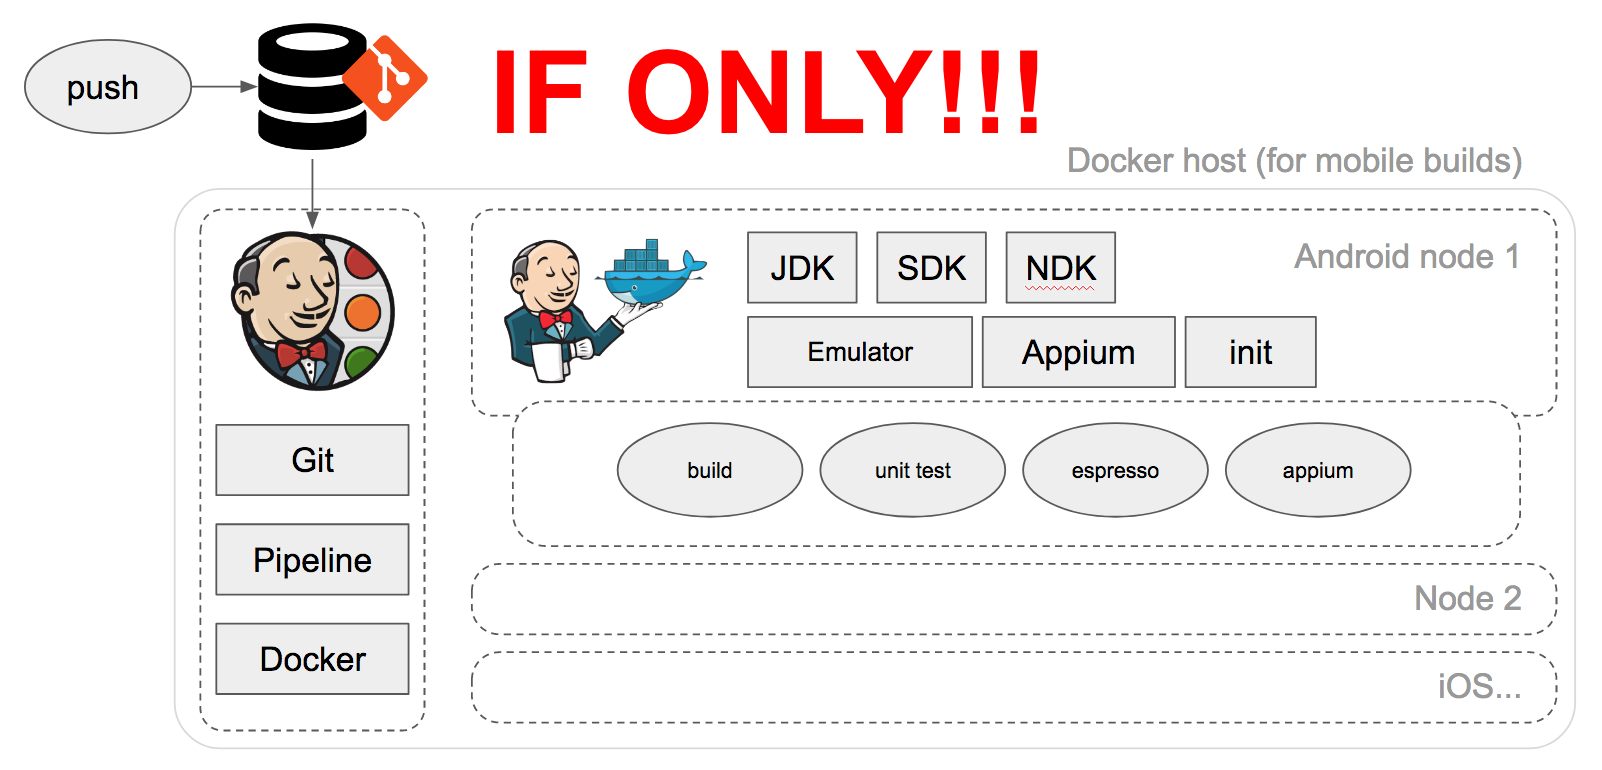 push
IF ONLY!!!
Docker host (for mobile builds)
Git
Pipeline
Docker
JDK
SDK
NDK
Android node 1
Emulator
Appium
init
build
unit test
espresso
appium
Node 2
iOS...